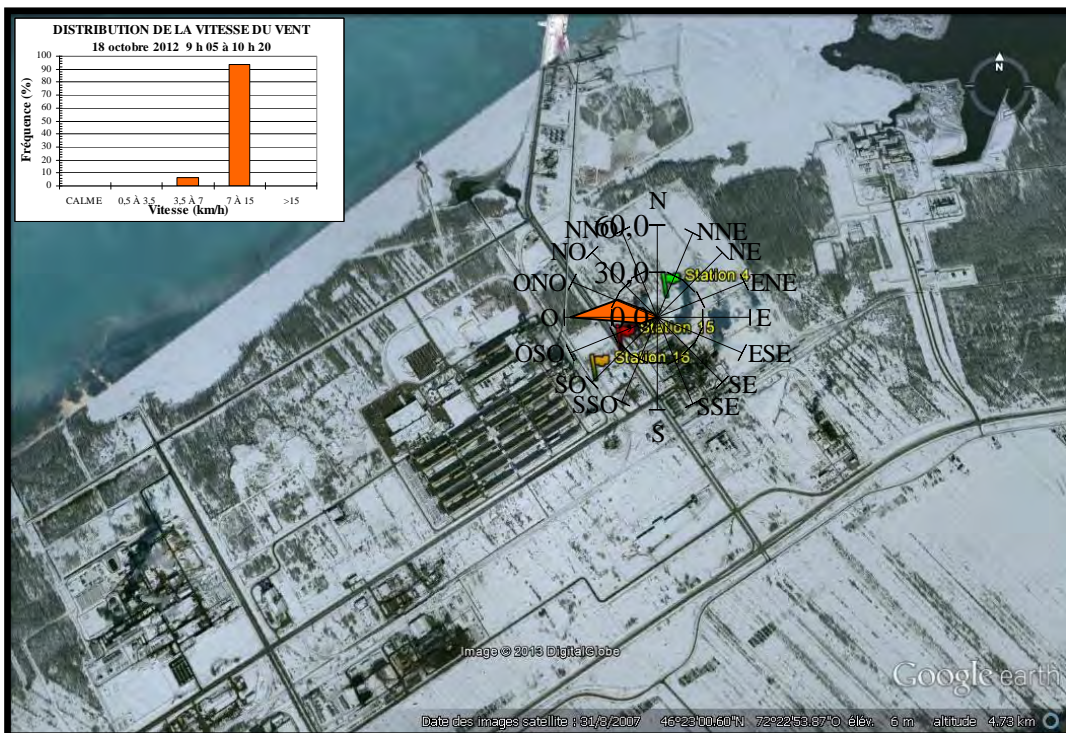 DISTRIBUTION DE LA VITESSE DU VENT
18 octobre 2012 9 h 05 à 10 h 20
Fréquence (%)
100
90
80
70
60
50
40
30
20
10
0
CALME 0,5 À 3,5 3,5 À 7 7 À 15 >15
Vitesse (km/h)
N
N
NNO 60,0 NNE
NO NE
30,0 Station 4
ONO ENE
O 0,0 E
Station 15
OSO ESE
Station 16
SO SE
SSO SSE
S
Image © 2013 DigitalGlobe
Google earth
Date des images satellite : 31/8/2007 46°23'00.60"N 72°22'53.87"O élév. 6 m altitude 4.73 km